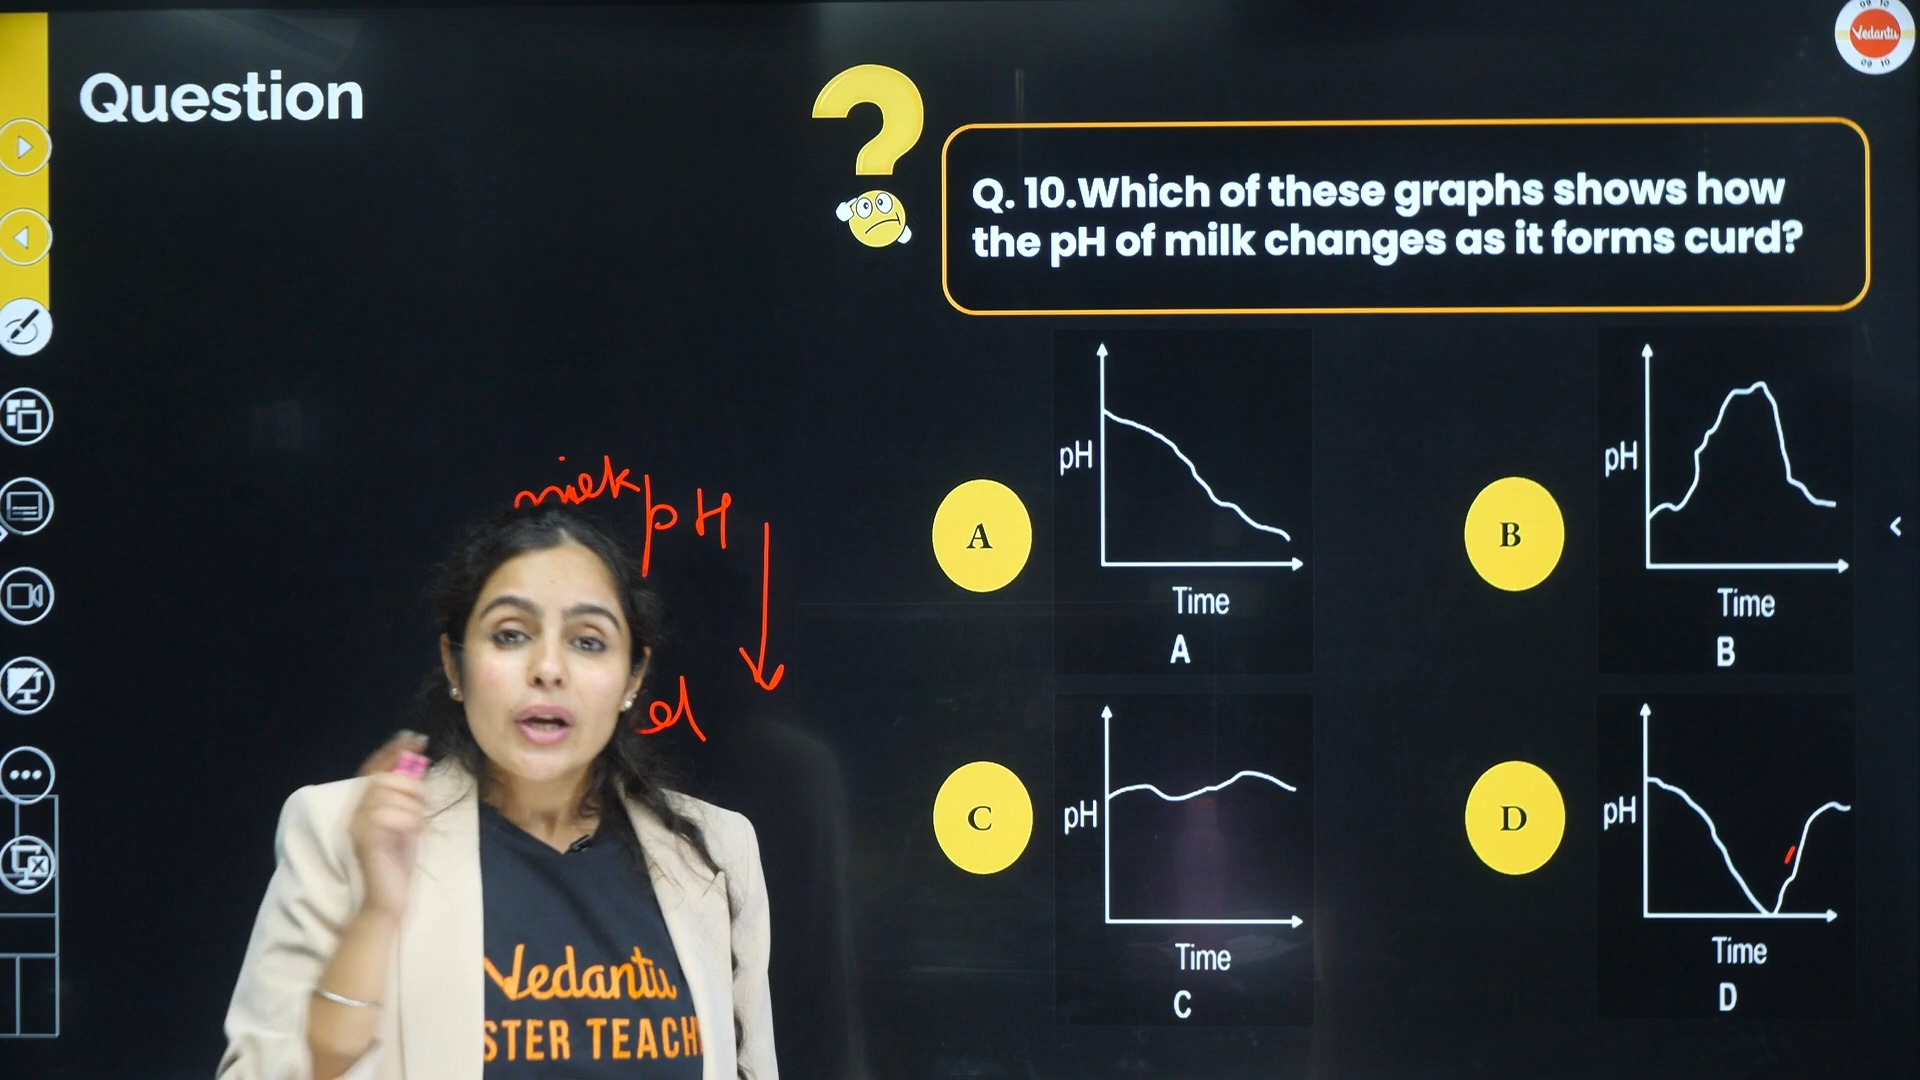 Question
Vedantu
Q. 10.Which of these graphs shows how
the pH of milk changes as it forms curd?
milk pH
pH
Time
A
A
pH
Time
B
B
pH
Time
C
C
pH
Time
D
D
Vedantu
STER TEACH